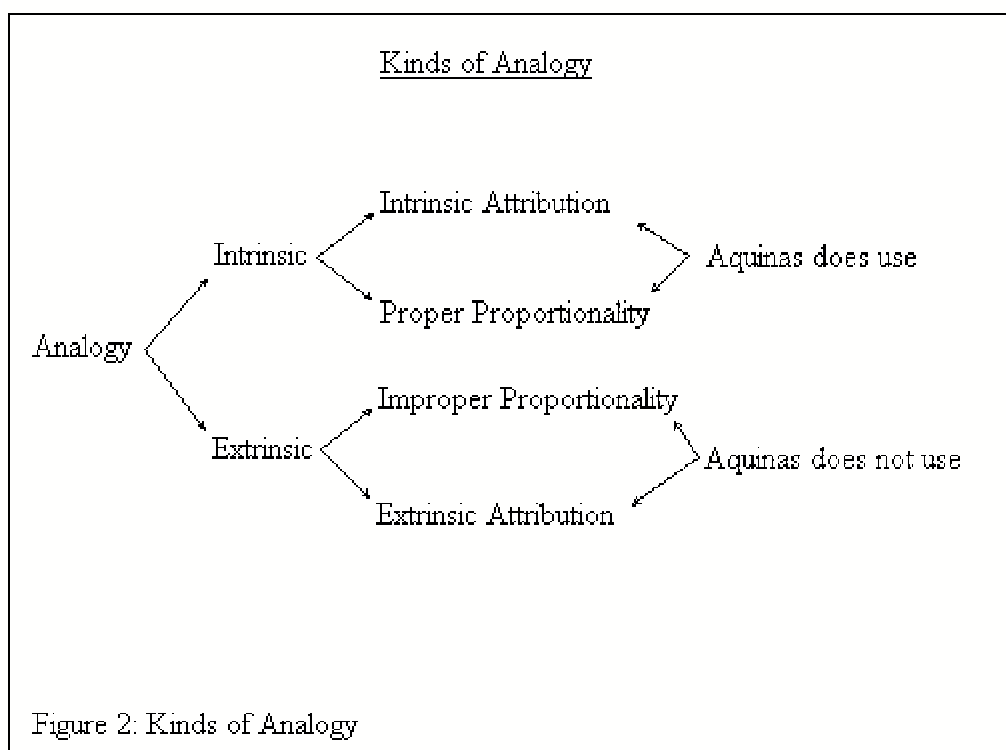 Kinds of Analogy
Intrinsic Attribution
Intrinsic
Aquinas does use
Proper Proportionality
Analogy
Improper Proportionality
Extrinsic
Aquinas does not use
Extrinsic Attribution
Figure 2: Kinds of Analogy